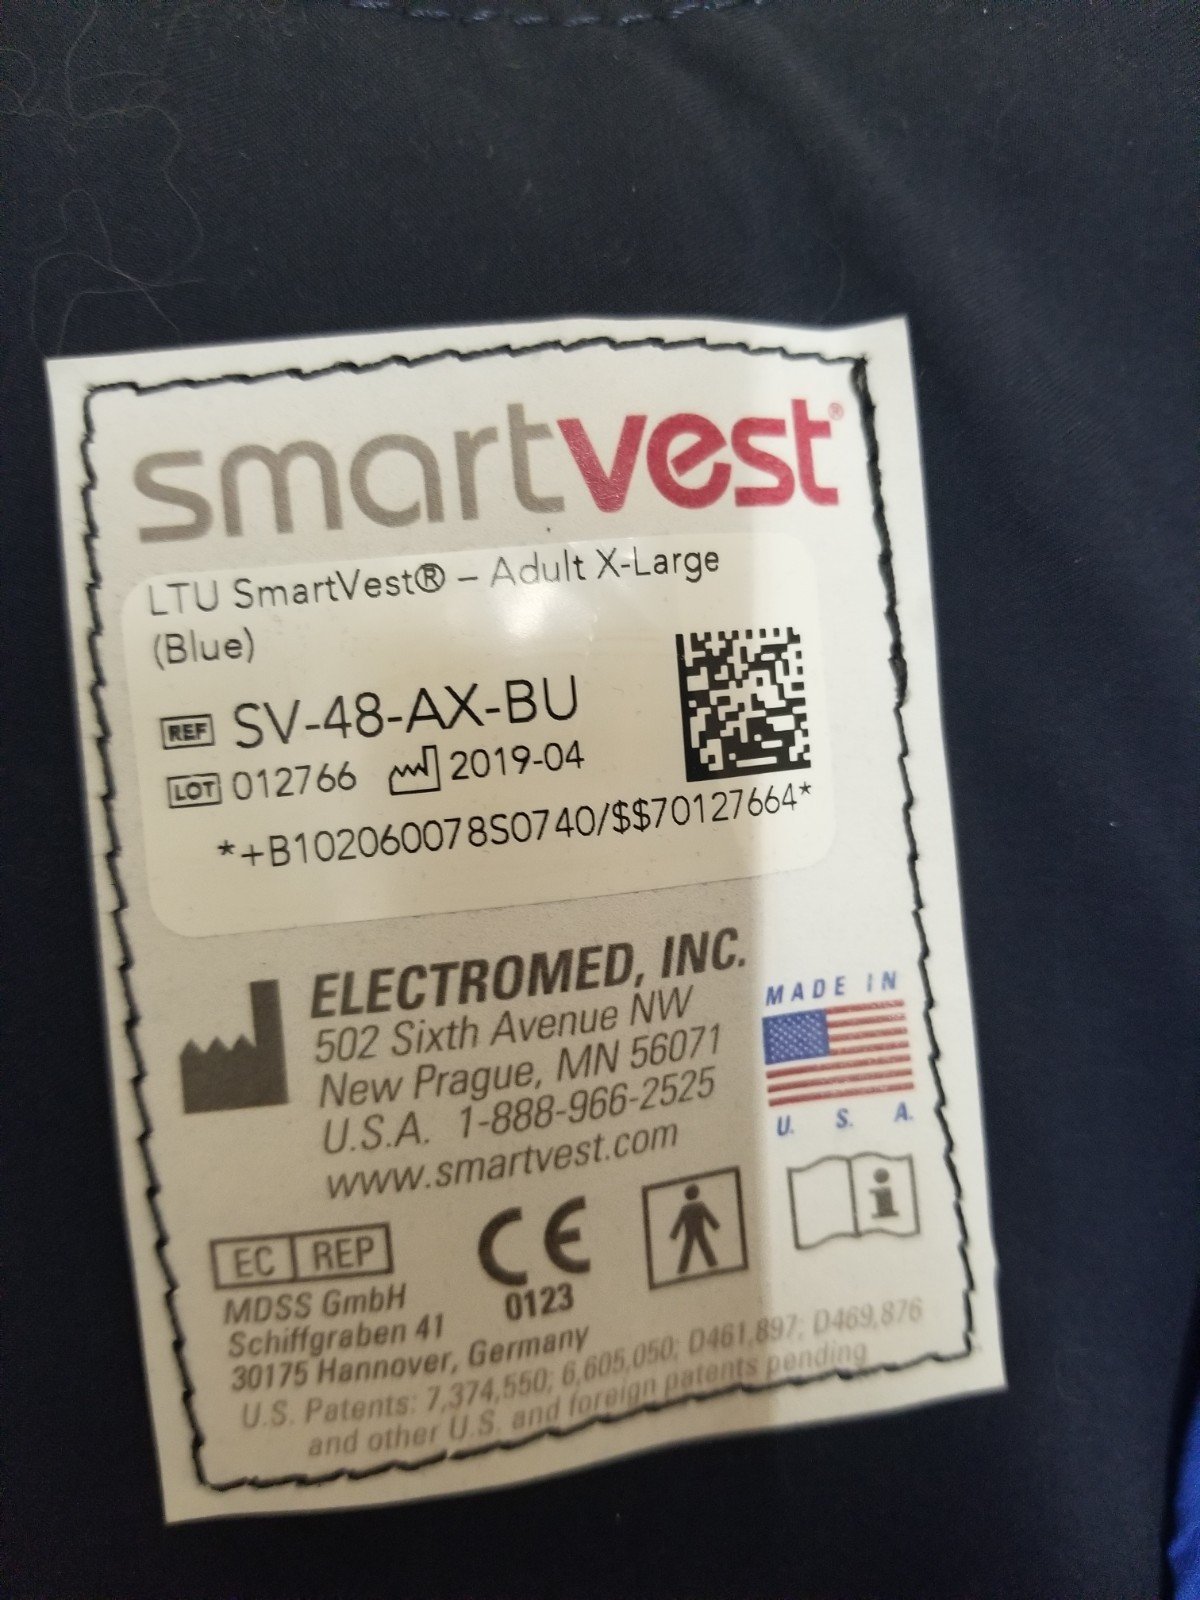 smartvest®
LTU SmartVest® – Adult X-Large
(Blue)
REF SV-48-AX-BU
LOT 012766 2019-04
*+B102060078S0740/$$70127664*
ELECTROMED, INC.
502 Sixth Avenue NW
New Prague, MN 56071
U.S.A. 1-888-966-2525
www.smartvest.com
MADE IN
U. S. A.
EC REP
MDSS GmbH
Schiffgraben 41
30175 Hannover, Germany
CE
0123
i
U.S. Patents: 7,374,550; 6,605,050; D461,897; D469,876
and other U.S. and foreign patents pending